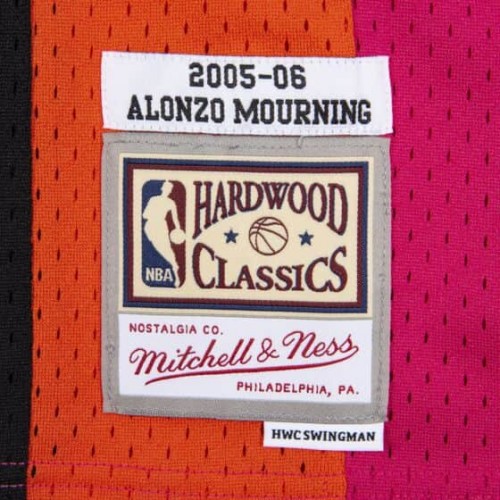 2005-06
ALONZO MOURNING
HARDWOOD
CLASSICS
NBA
NOSTALGIA CO.
Mitchell & Ness
PHILADELPHIA, PA.
HWC SWINGMAN